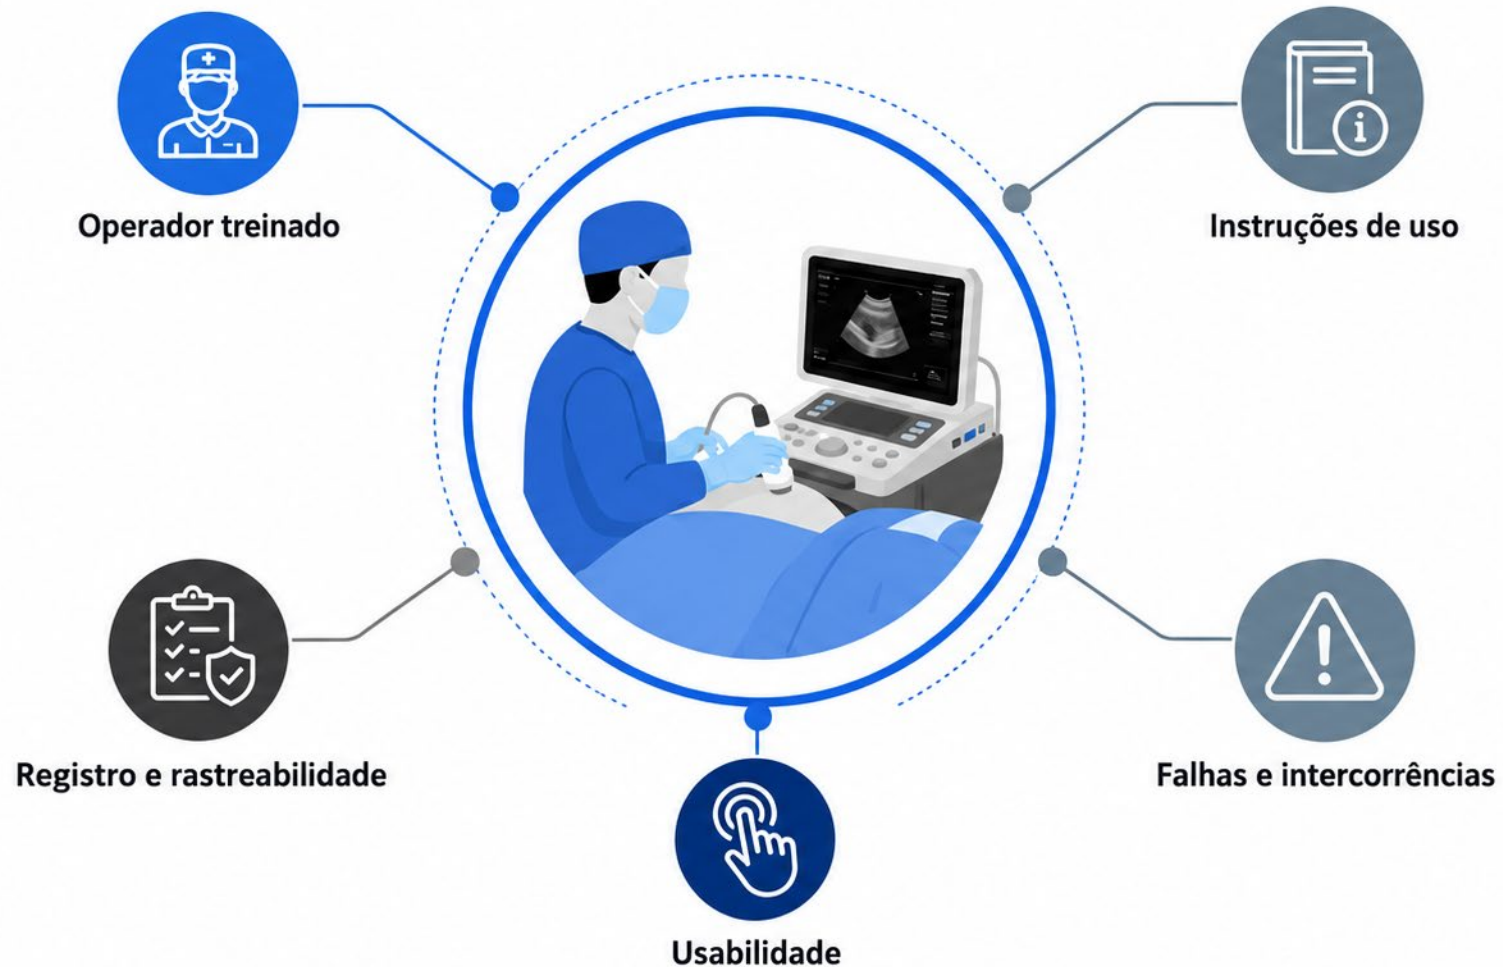 Operador treinado
Instruções de uso
Registro e rastreabilidade
Falhas e intercorrências
Usabilidade